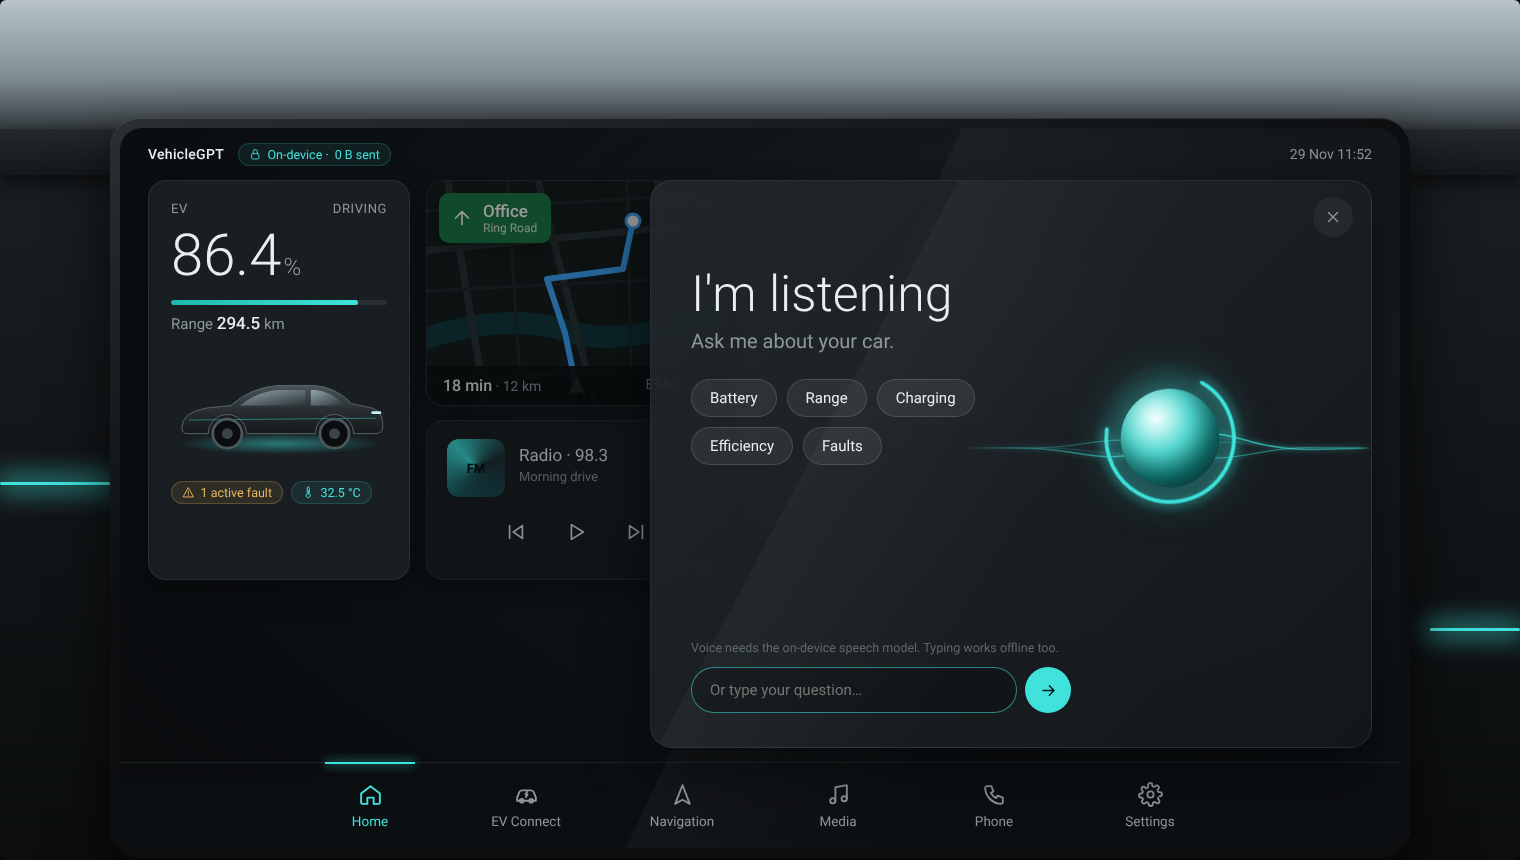 VehicleGPT
On-device · 0 B sent
29 Nov 11:52
EV
DRIVING
86.4%
Range 294.5 km
1 active fault
32.5 °C
Office
Ring Road
18 min · 12 km
FM
Radio · 98.3
Morning drive
I'm listening
Ask me about your car.
Battery
Range
Charging
Efficiency
Faults
Voice needs the on-device speech model. Typing works offline too.
Or type your question…
Home
EV Connect
Navigation
Media
Phone
Settings